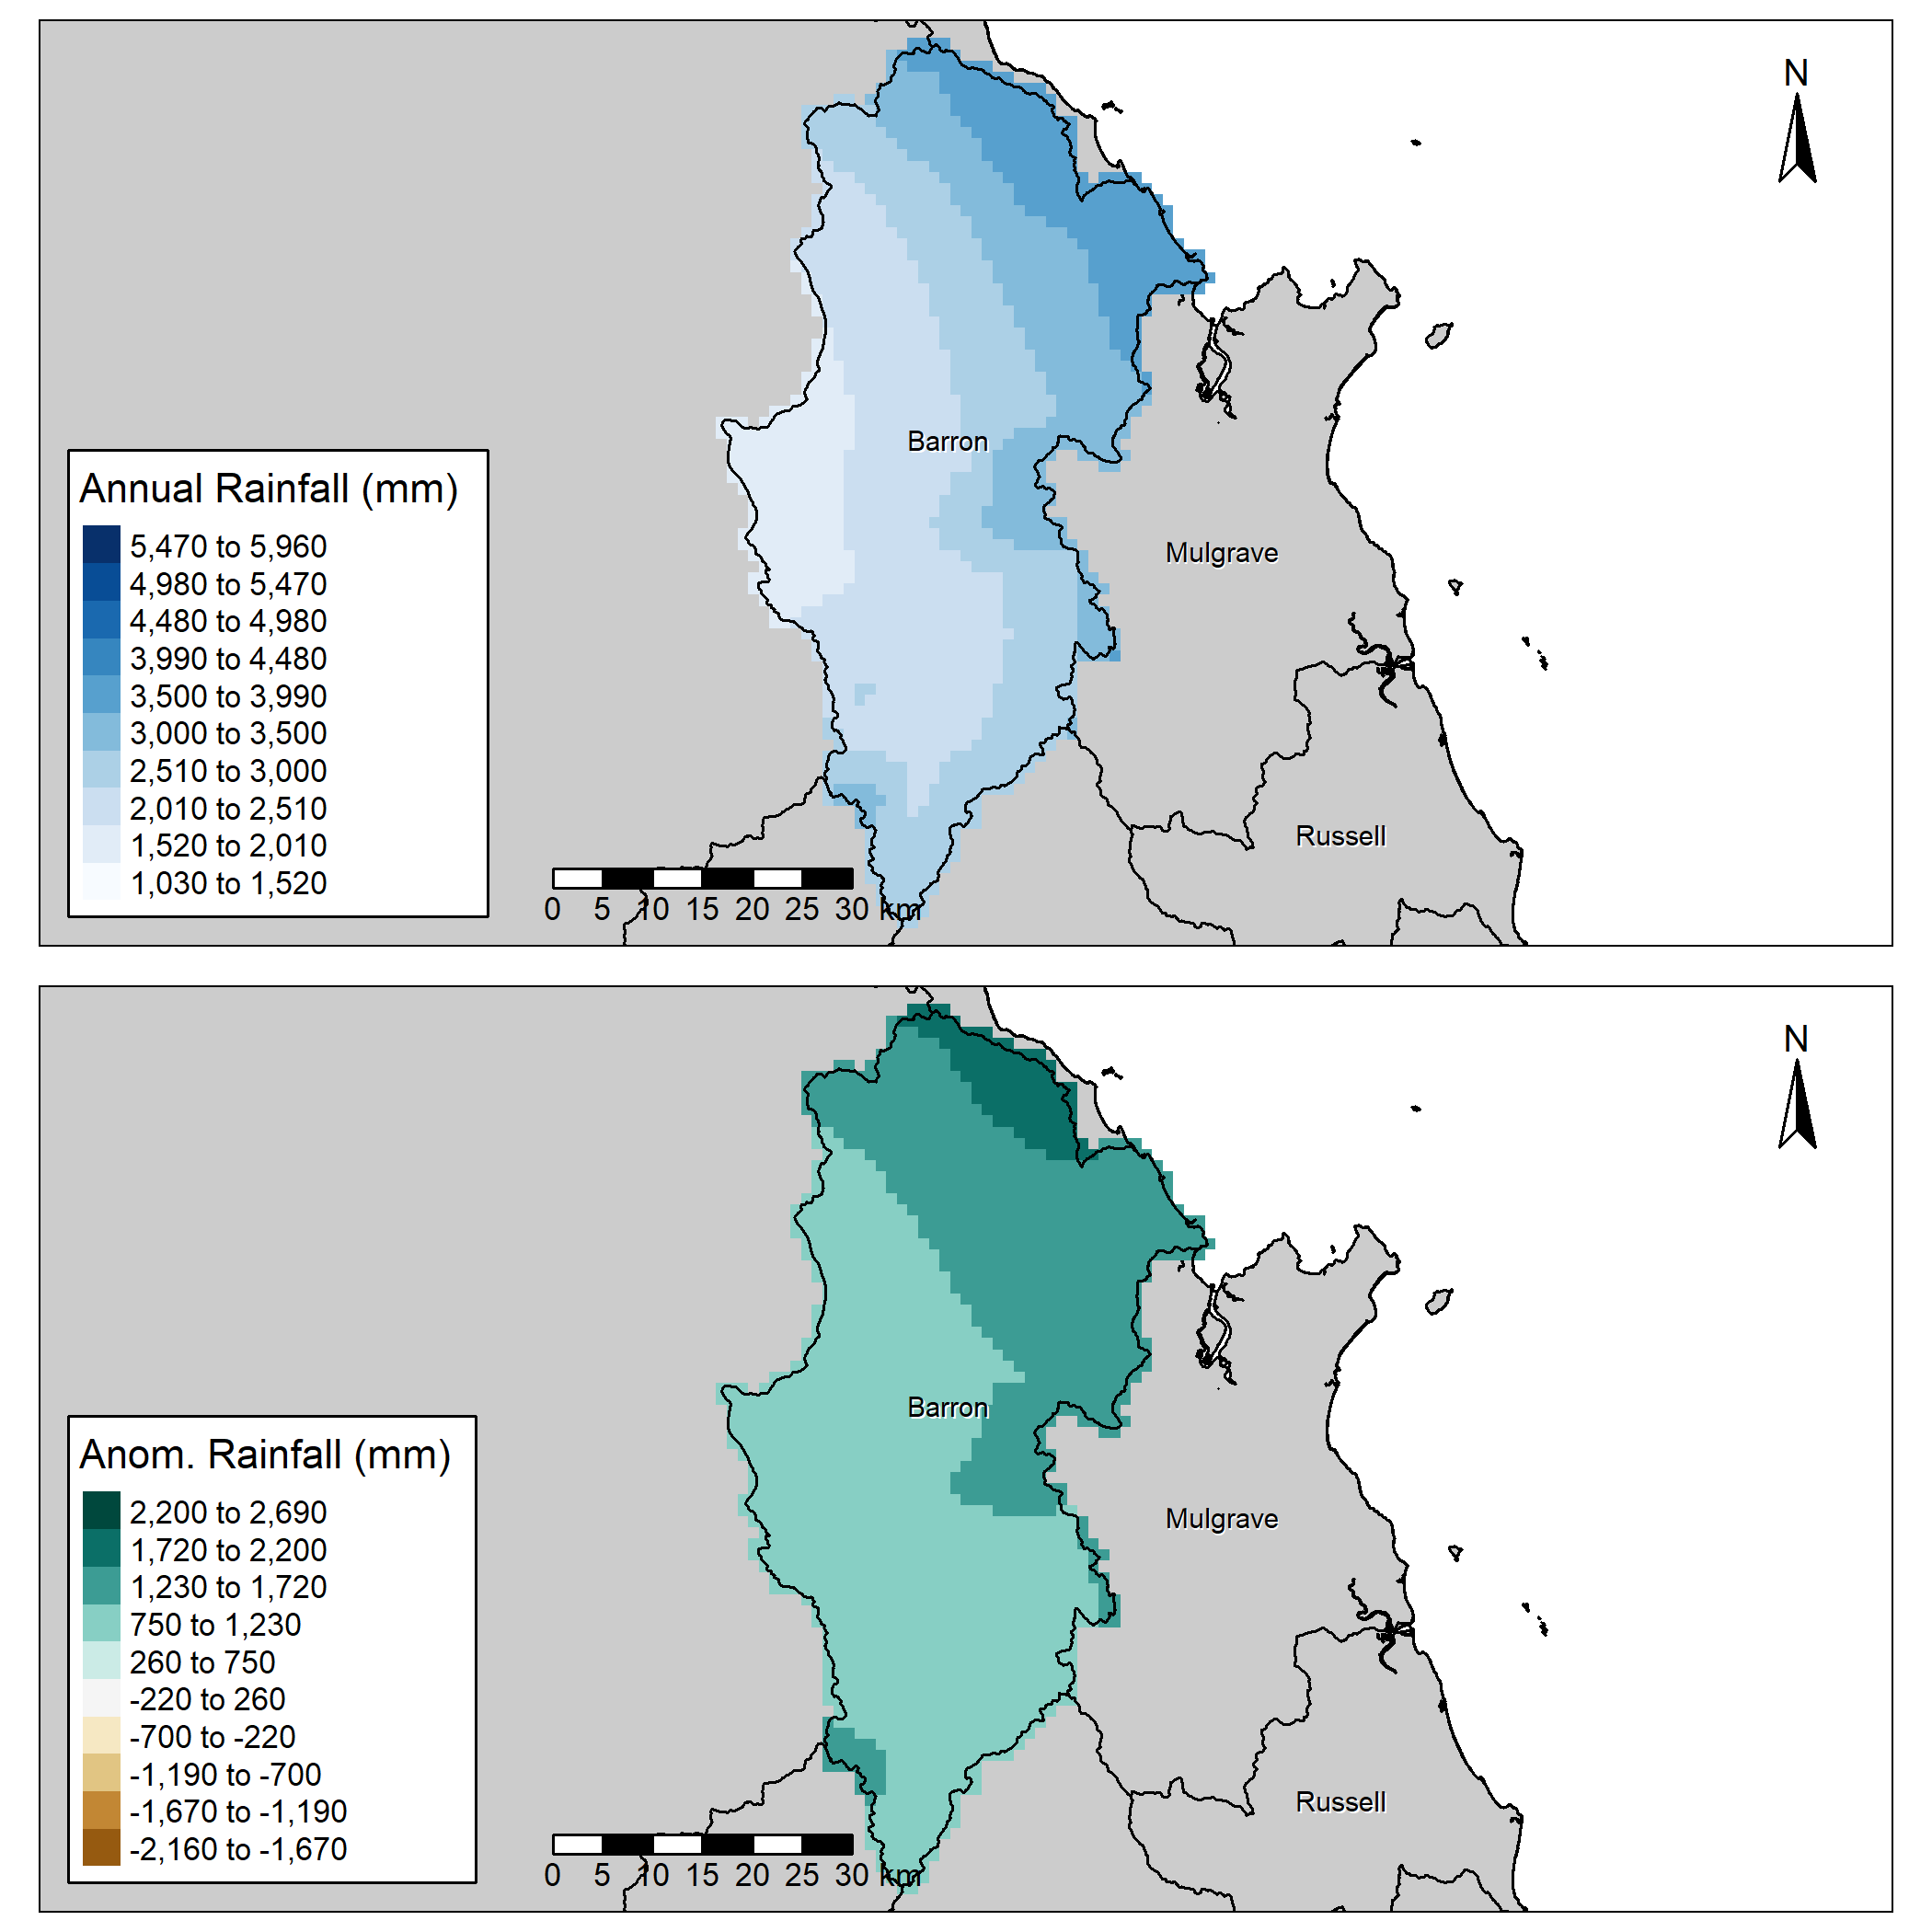 N
Barron
Mulgrave
Russell
Annual Rainfall (mm)
5,470 to 5,960
4,980 to 5,470
4,480 to 4,980
3,990 to 4,480
3,500 to 3,990
3,000 to 3,500
2,510 to 3,000
2,010 to 2,510
1,520 to 2,010
1,030 to 1,520
0 5 10 15 20 25 30 km
N
Barron
Mulgrave
Russell
Anom. Rainfall (mm)
2,200 to 2,690
1,720 to 2,200
1,230 to 1,720
750 to 1,230
260 to 750
-220 to 260
-700 to -220
-1,190 to -700
-1,670 to -1,190
-2,160 to -1,670
0 5 10 15 20 25 30 km